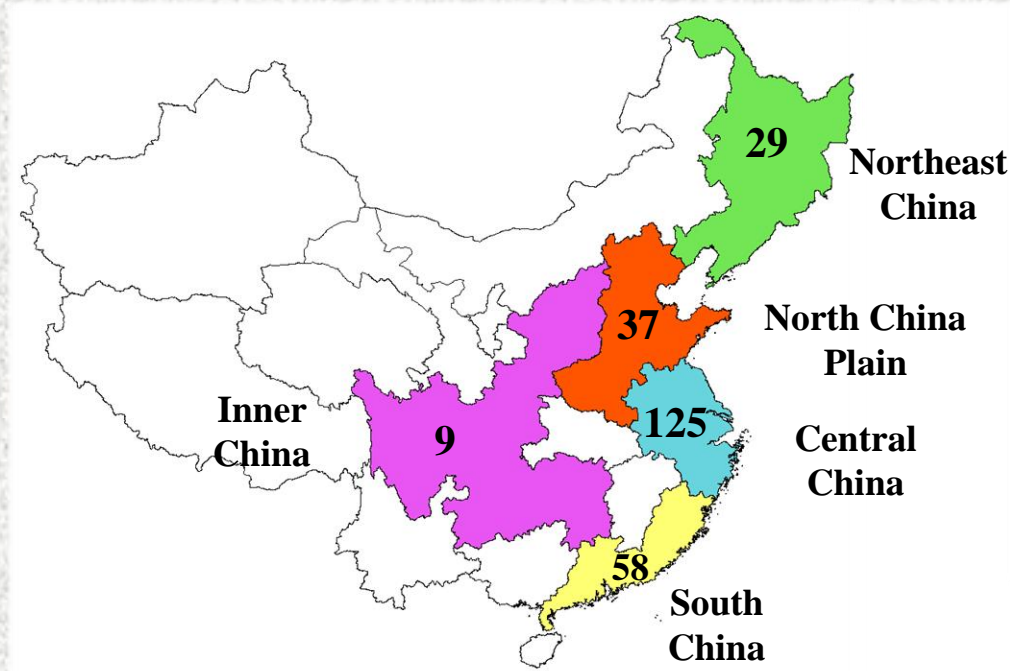 29
Northeast
China
37
North China
Plain
Inner
China
9
125
Central
China
58
South
China